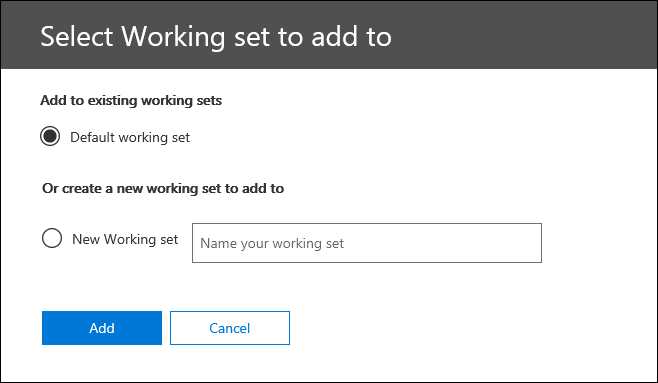 Select Working set to add to
Add to existing working sets
Default working set
Or create a new working set to add to
New Working set
Name your working set
Add
Cancel